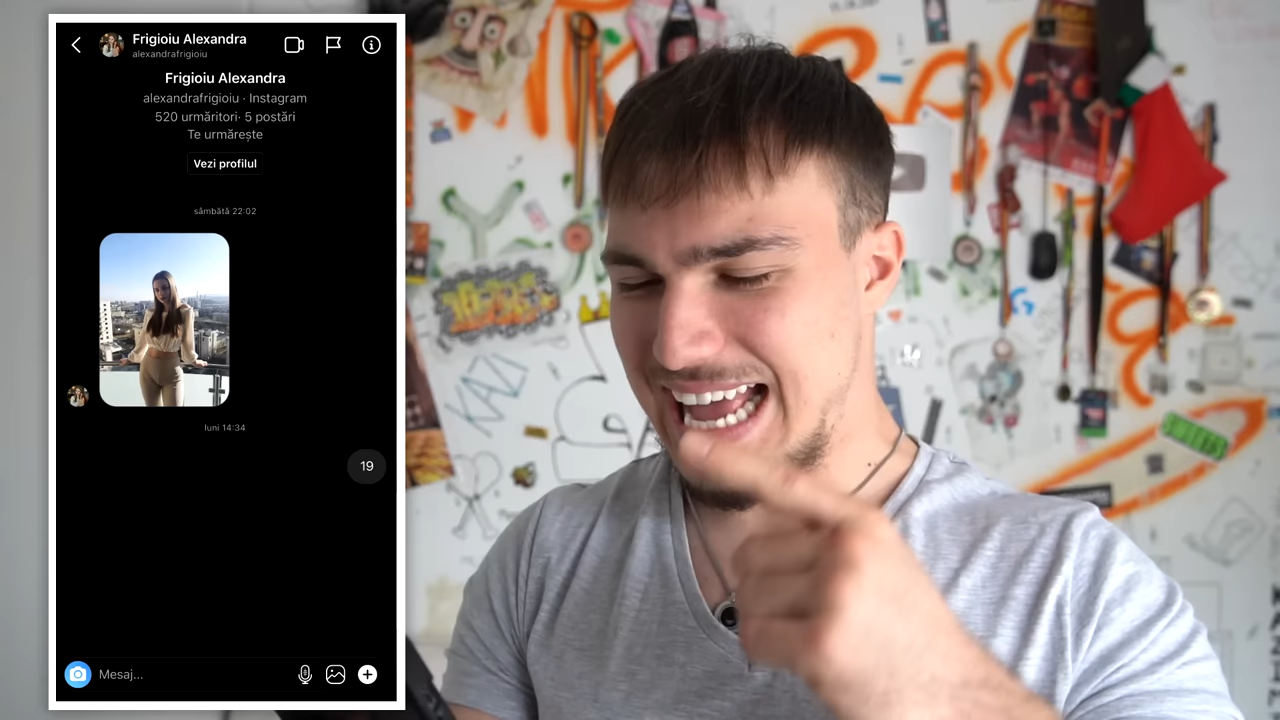 Frigioiu Alexandra
alexandrafrigioiu
Frigioiu Alexandra
alexandrafrigioiu · Instagram
520 urmăritori· 5 postări
Te urmărește
Vezi profilul
sâmbătă 22:02
luni 14:34
19
Mesaj...
KAZI